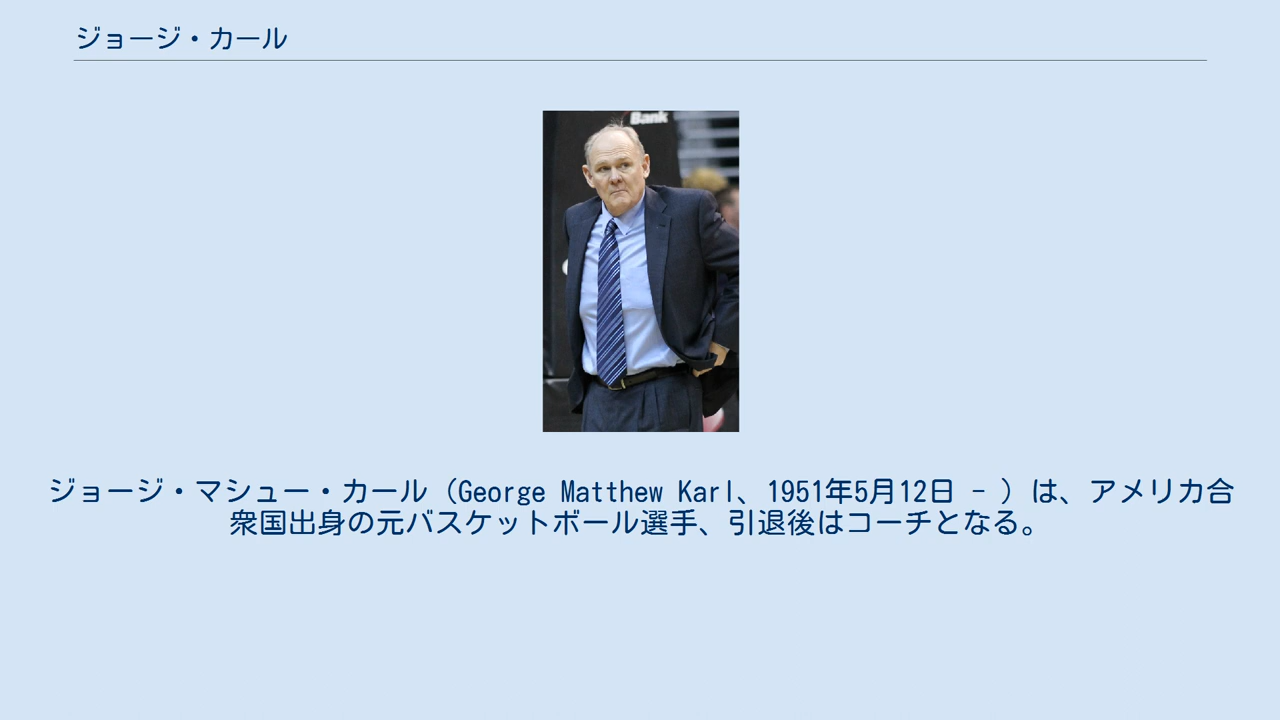 ジョージ・カール
Bank
ジョージ・マシュー・カール（George Matthew Karl、1951年5月12日 - ）は、アメリカ合
衆国出身の元バスケットボール選手、引退後はコーチとなる。